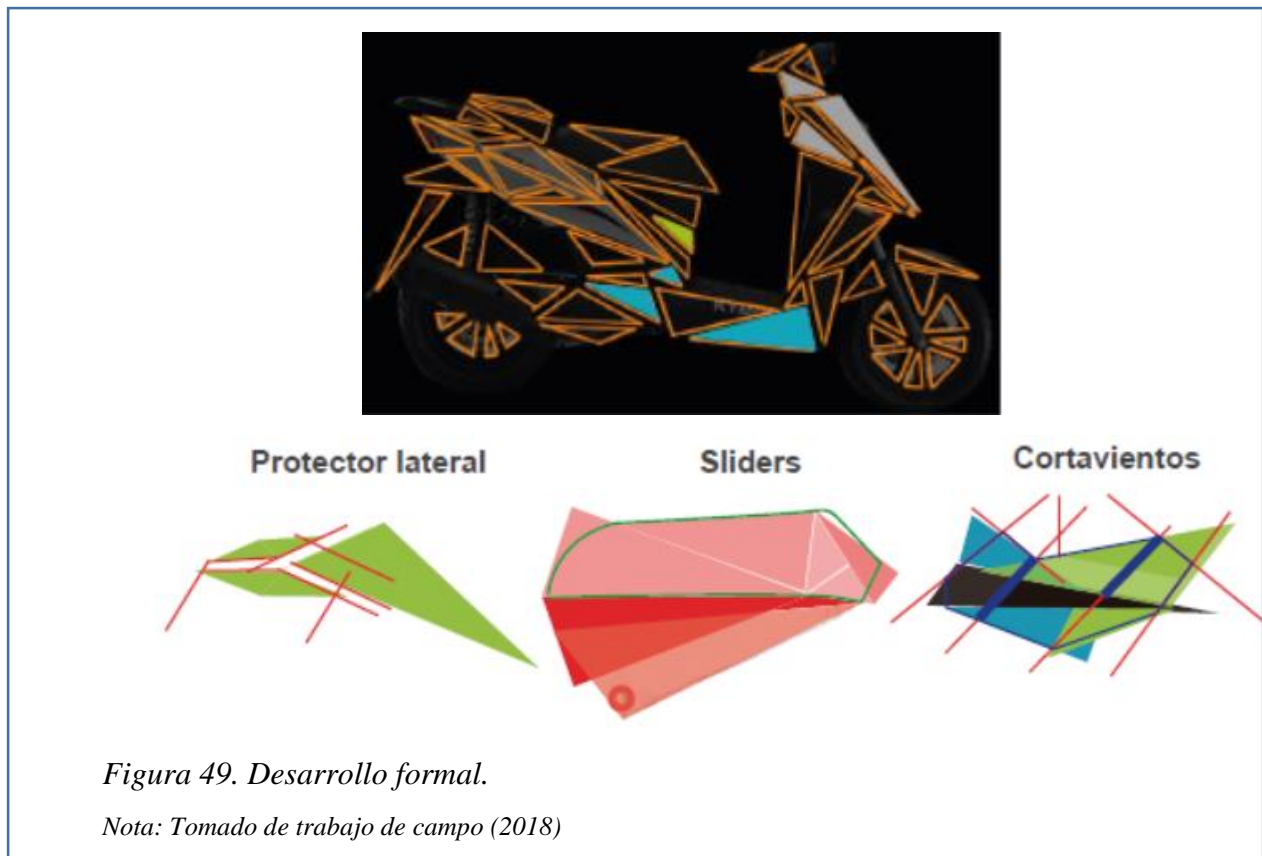 Protector lateral Sliders Cortavientos
Figura 49. Desarrollo formal.
Nota: Tomado de trabajo de campo (2018)